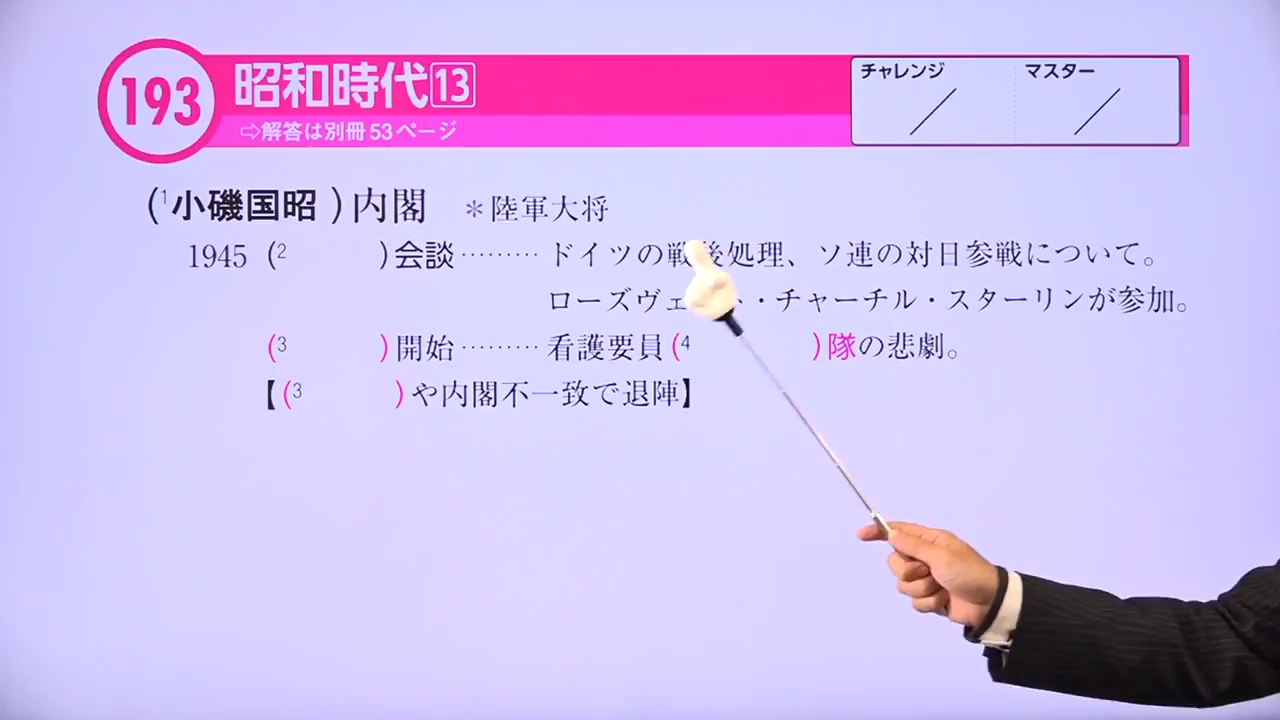 193 昭和時代13
⇨解答は別冊53ページ
チャレンジ マスター
／ ／
(1小磯国昭 )内閣 ＊陸軍大将
1945 (2 )会談……… ドイツの戦後処理、ソ連の対日参戦について。
ローズヴェ・チャーチル・スターリンが参加。
(3 )開始……… 看護要員(4 )隊の悲劇。
【(3 )や内閣不一致で退陣】